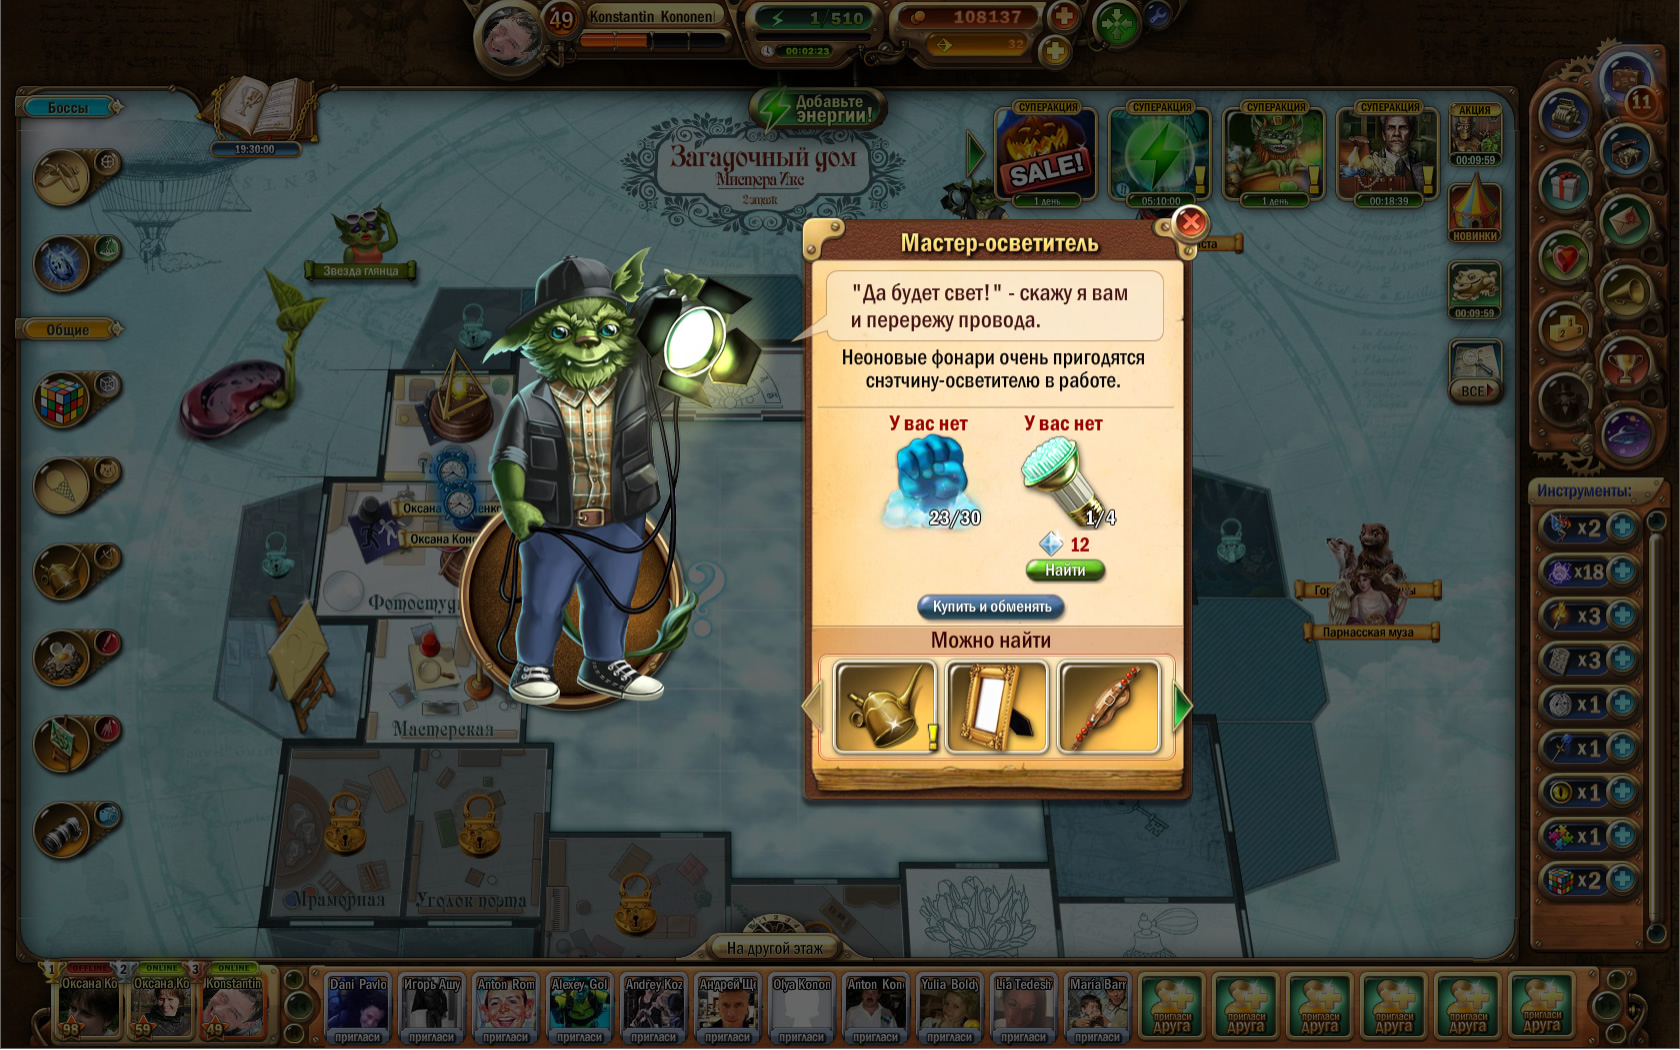 49
Konstantin Kononen
1/510
00:02:23
108137
32
Боссы
19:30:00
Добавьте
энергии!
Загадочный дом
Мистера Икс
2 этаж
СУПЕРАКЦИЯ
SALE!
1 день
СУПЕРАКЦИЯ
05:10:00
СУПЕРАКЦИЯ
1 день
СУПЕРАКЦИЯ
00:18:39
АКЦИЯ
00:09:59
НОВИНКИ
00:09:59
ВСЕ
11
Звезда глянца
Общие
Мастер-осветитель
"Да будет свет!" - скажу я вам
и перережу провода.
Неоновые фонари очень пригодятся
снэтчину-осветителю в работе.
У вас нет
У вас нет
23/30
1/4
12
Найти
Купить и обменять
Можно найти
Оксана
Оксана Кон
Фотосту
Мастерская
Мраморная
Уголок поэта
Парнасская муза
На другой этаж
Инструменты:
x2
x18
x3
x3
x1
x1
x1
x1
x2
1
OFFLINE
Оксана Ко
98
2
ONLINE
Оксана Ко
59
3
ONLINE
Konstantin
49
Dani Pavlo
пригласи
Игорь Ашу
пригласи
Anton Rom
пригласи
Alexey Gol
пригласи
Andrey Koz
пригласи
Андрей Щ
пригласи
Olya Konon
пригласи
Anton Kon
пригласи
Yulia Boldy
пригласи
Lia Tedesh
пригласи
Maria Barr
пригласи
пригласи
друга
пригласи
друга
пригласи
друга
пригласи
друга
пригласи
друга
пригласи
друга